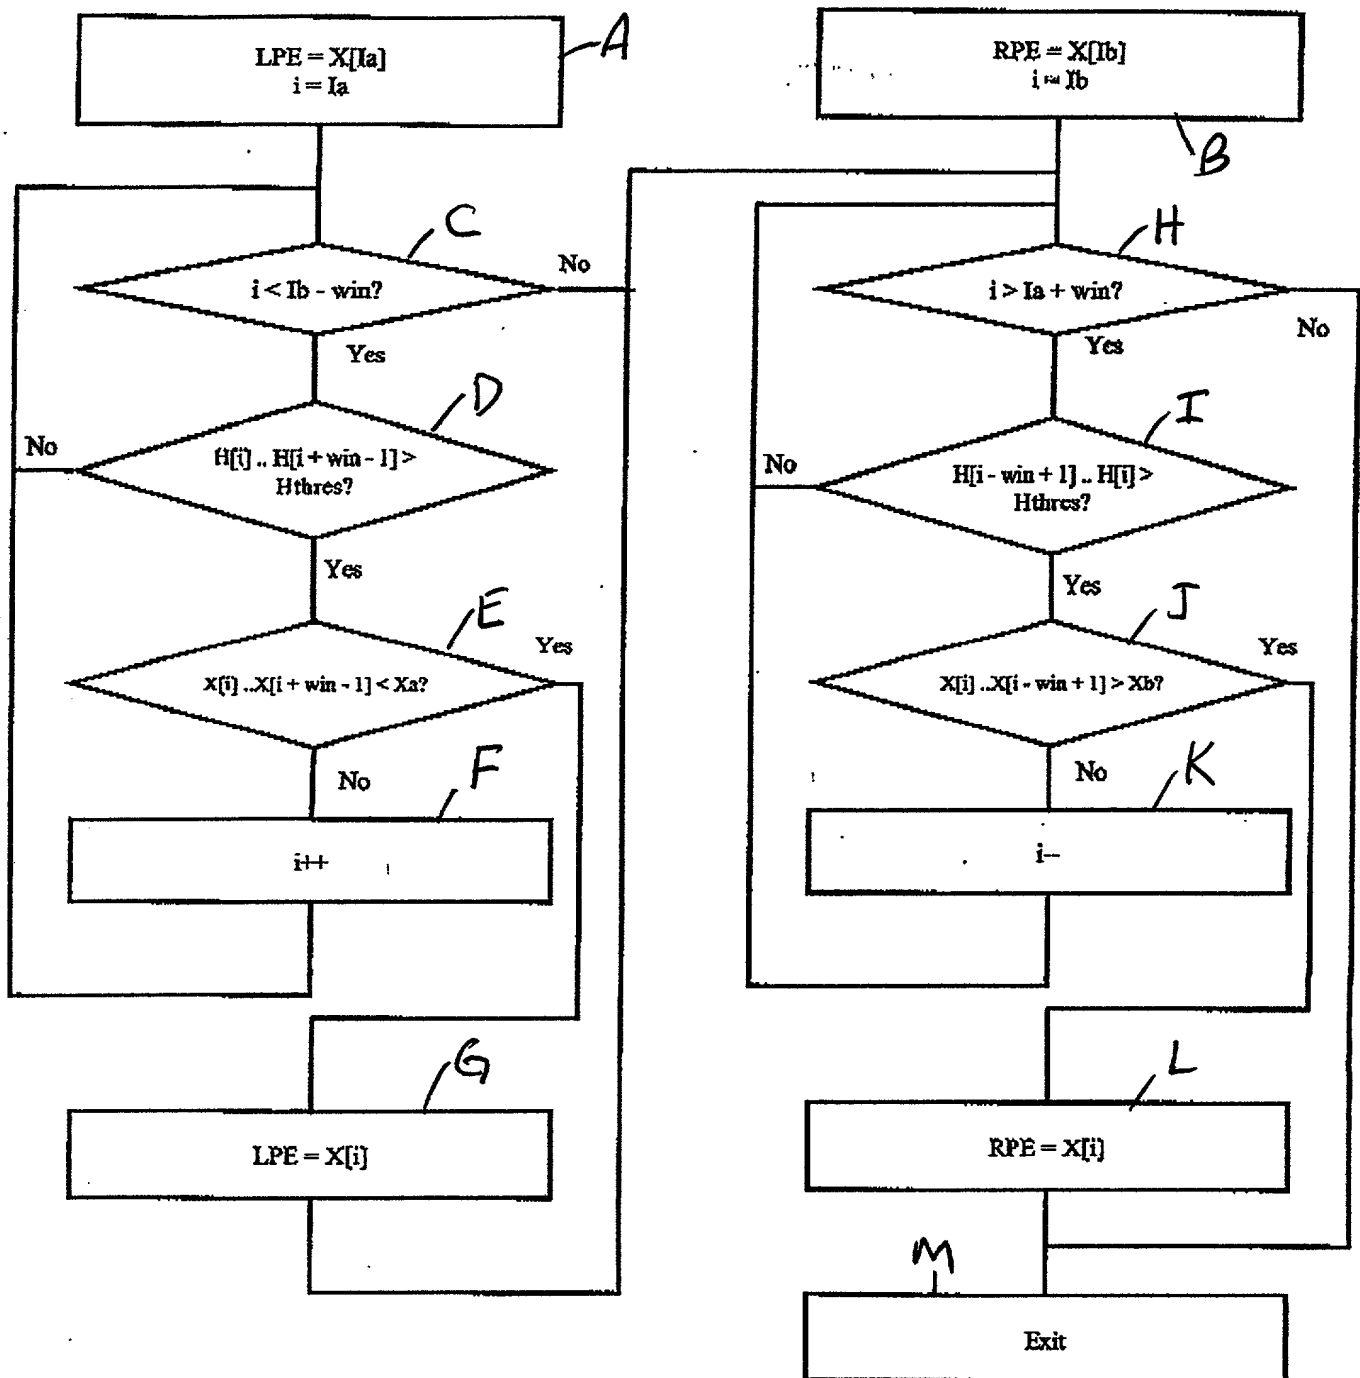 LPE = X[Ia]
i = Ia
A
C
i < Ib - win?
No
Yes
D
No
H[i] .. H[i + win - 1] >
Hthres?
Yes
E
Yes
X[i] ..X[i + win - 1] < Xa?
No
F
i++
G
LPE = X[i]
RPE = X[Ib]
i = Ib
B
H
i > Ia + win?
No
Yes
I
No
H[i - win + 1] .. H[i] >
Hthres?
Yes
J
Yes
X[i] ..X[i - win + 1] > Xb?
No
K
i--
L
RPE = X[i]
M
Exit